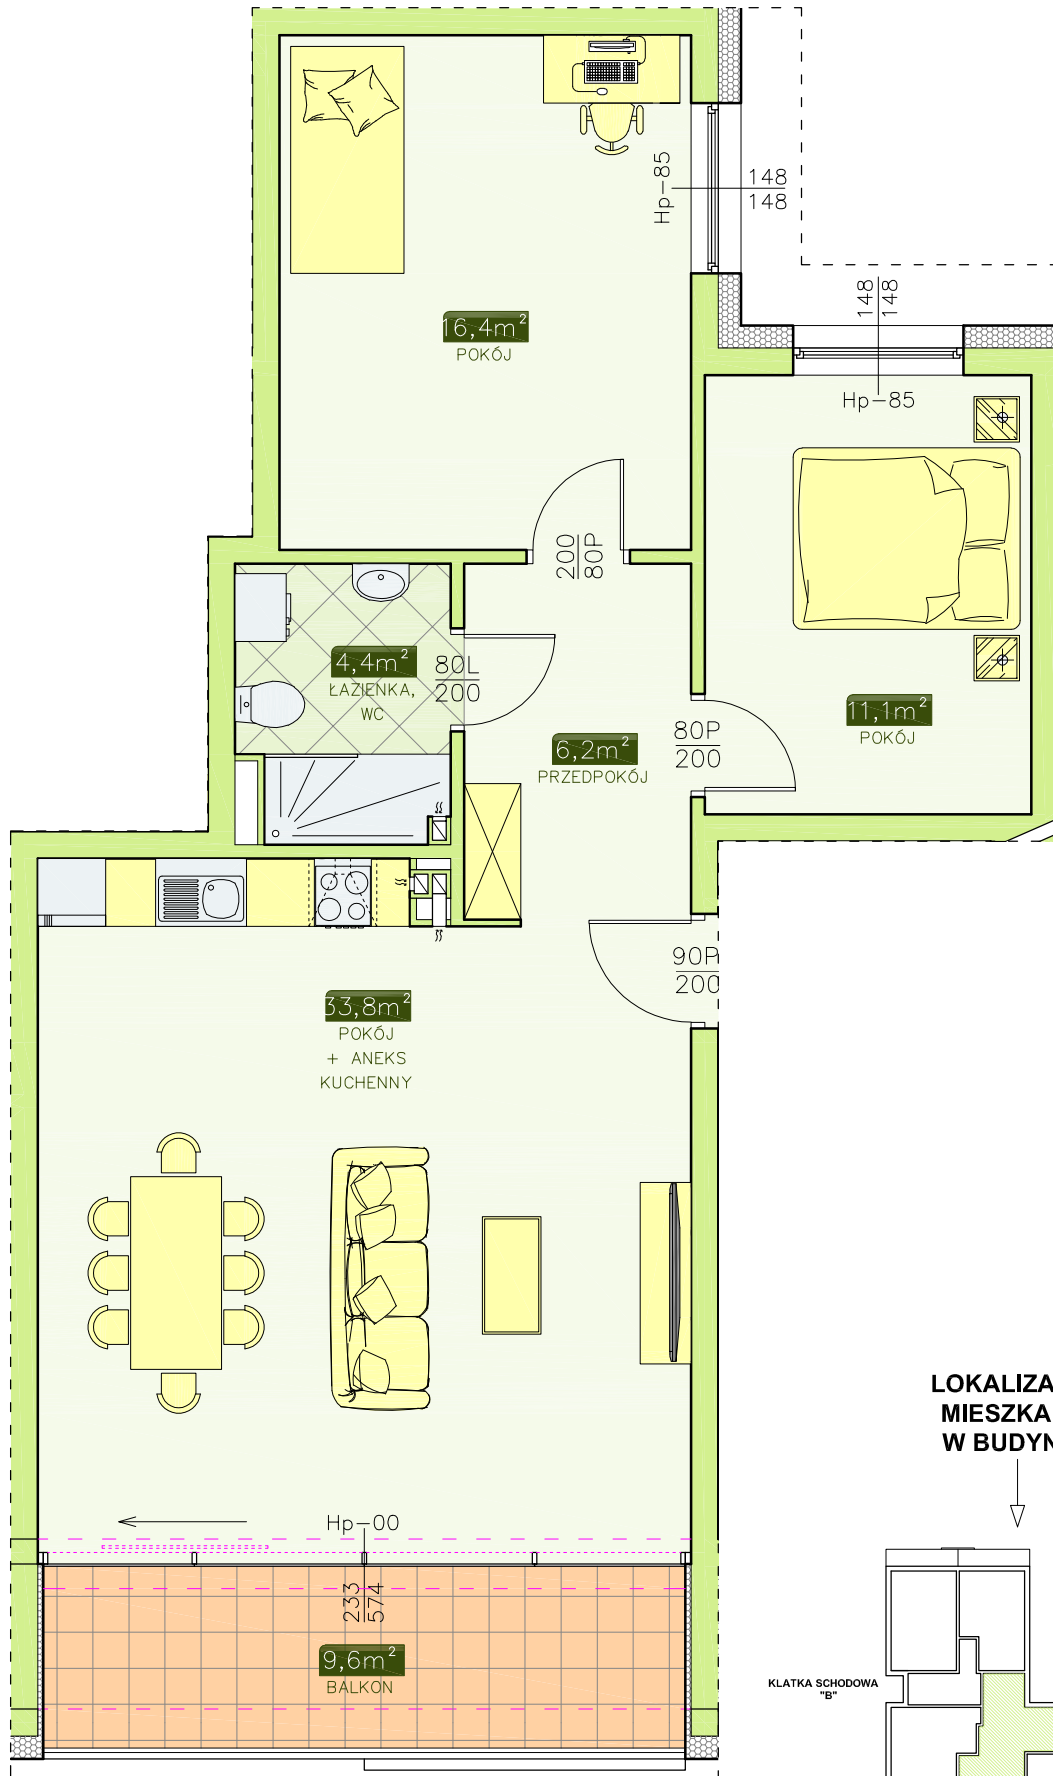 Hp-85
148
148
148
148
Hp-85
16,4m²
POKÓJ
200
80P
4,4m²
ŁAZIENKA,
WC
80L
200
11,1m²
POKÓJ
80P
200
6,2m²
PRZEDPOKÓJ
90P
200
33,8m²
POKÓJ
+ ANEKS
KUCHENNY
LOKALIZA
MIESZKA
W BUDYN
Hp-00
233
574
9,6m²
BALKON
KLATKA SCHODOWA
"B"